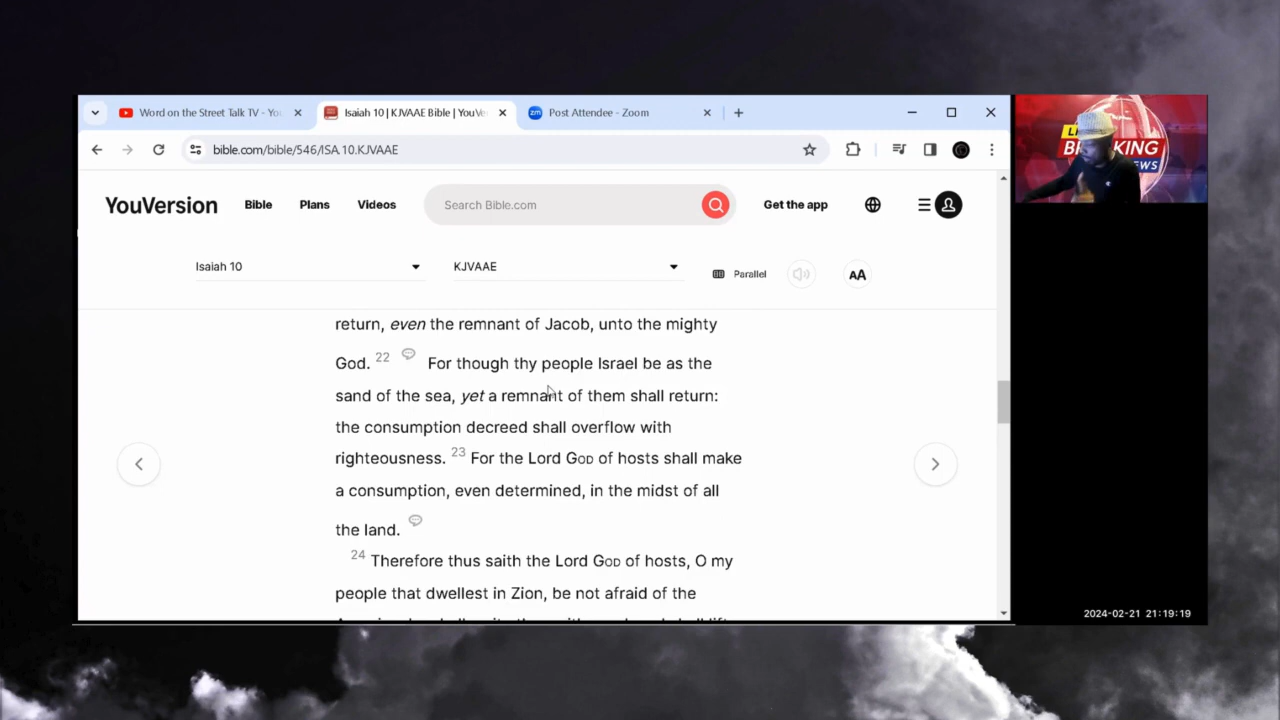 Word on the Street Talk TV - You
Isaiah 10 | KJVAAE Bible | YouVe
Post Attendee - Zoom
bible.com/bible/546/ISA.10.KJVAAE
YouVersion Bible Plans Videos Search Bible.com Get the app
Isaiah 10 KJVAAE Parallel AA
return, even the remnant of Jacob, unto the mighty
God. 22 For though thy people Israel be as the
sand of the sea, yet a remnant of them shall return:
the consumption decreed shall overflow with
righteousness. 23 For the Lord GOD of hosts shall make
a consumption, even determined, in the midst of all
the land.
24 Therefore thus saith the Lord GOD of hosts, O my
people that dwellest in Zion, be not afraid of the
BREAKING
NEWS
2024-02-21 21:19:19